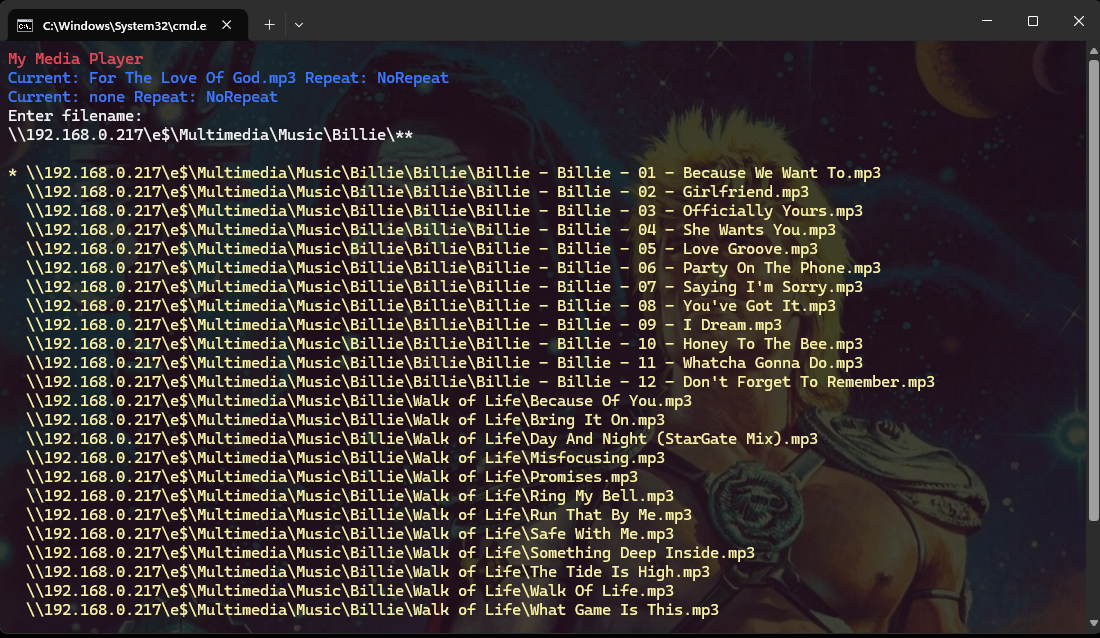 C:\Windows\System32\cmd.e
My Media Player
Current: For The Love Of God.mp3 Repeat: NoRepeat
Current: none Repeat: NoRepeat
Enter filename:
\\192.168.0.217\e$\Multimedia\Music\Billie\**
* \\192.168.0.217\e$\Multimedia\Music\Billie\Billie\Billie - Billie - 01 - Because We Want To.mp3
\\192.168.0.217\e$\Multimedia\Music\Billie\Billie\Billie - Billie - 02 - Girlfriend.mp3
\\192.168.0.217\e$\Multimedia\Music\Billie\Billie\Billie - Billie - 03 - Officially Yours.mp3
\\192.168.0.217\e$\Multimedia\Music\Billie\Billie\Billie - Billie - 04 - She Wants You.mp3
\\192.168.0.217\e$\Multimedia\Music\Billie\Billie\Billie - Billie - 05 - Love Groove.mp3
\\192.168.0.217\e$\Multimedia\Music\Billie\Billie\Billie - Billie - 06 - Party On The Phone.mp3
\\192.168.0.217\e$\Multimedia\Music\Billie\Billie\Billie - Billie - 07 - Saying I'm Sorry.mp3
\\192.168.0.217\e$\Multimedia\Music\Billie\Billie\Billie - Billie - 08 - You've Got It.mp3
\\192.168.0.217\e$\Multimedia\Music\Billie\Billie\Billie - Billie - 09 - I Dream.mp3
\\192.168.0.217\e$\Multimedia\Music\Billie\Billie\Billie - Billie - 10 - Honey To The Bee.mp3
\\192.168.0.217\e$\Multimedia\Music\Billie\Billie\Billie - Billie - 11 - Whatcha Gonna Do.mp3
\\192.168.0.217\e$\Multimedia\Music\Billie\Billie\Billie - Billie - 12 - Don't Forget To Remember.mp3
\\192.168.0.217\e$\Multimedia\Music\Billie\Walk of Life\Because Of You.mp3
\\192.168.0.217\e$\Multimedia\Music\Billie\Walk of Life\Bring It On.mp3
\\192.168.0.217\e$\Multimedia\Music\Billie\Walk of Life\Day And Night (StarGate Mix).mp3
\\192.168.0.217\e$\Multimedia\Music\Billie\Walk of Life\Misfocusing.mp3
\\192.168.0.217\e$\Multimedia\Music\Billie\Walk of Life\Promises.mp3
\\192.168.0.217\e$\Multimedia\Music\Billie\Walk of Life\Ring My Bell.mp3
\\192.168.0.217\e$\Multimedia\Music\Billie\Walk of Life\Run That By Me.mp3
\\192.168.0.217\e$\Multimedia\Music\Billie\Walk of Life\Safe With Me.mp3
\\192.168.0.217\e$\Multimedia\Music\Billie\Walk of Life\Something Deep Inside.mp3
\\192.168.0.217\e$\Multimedia\Music\Billie\Walk of Life\The Tide Is High.mp3
\\192.168.0.217\e$\Multimedia\Music\Billie\Walk of Life\Walk Of Life.mp3
\\192.168.0.217\e$\Multimedia\Music\Billie\Walk of Life\What Game Is This.mp3